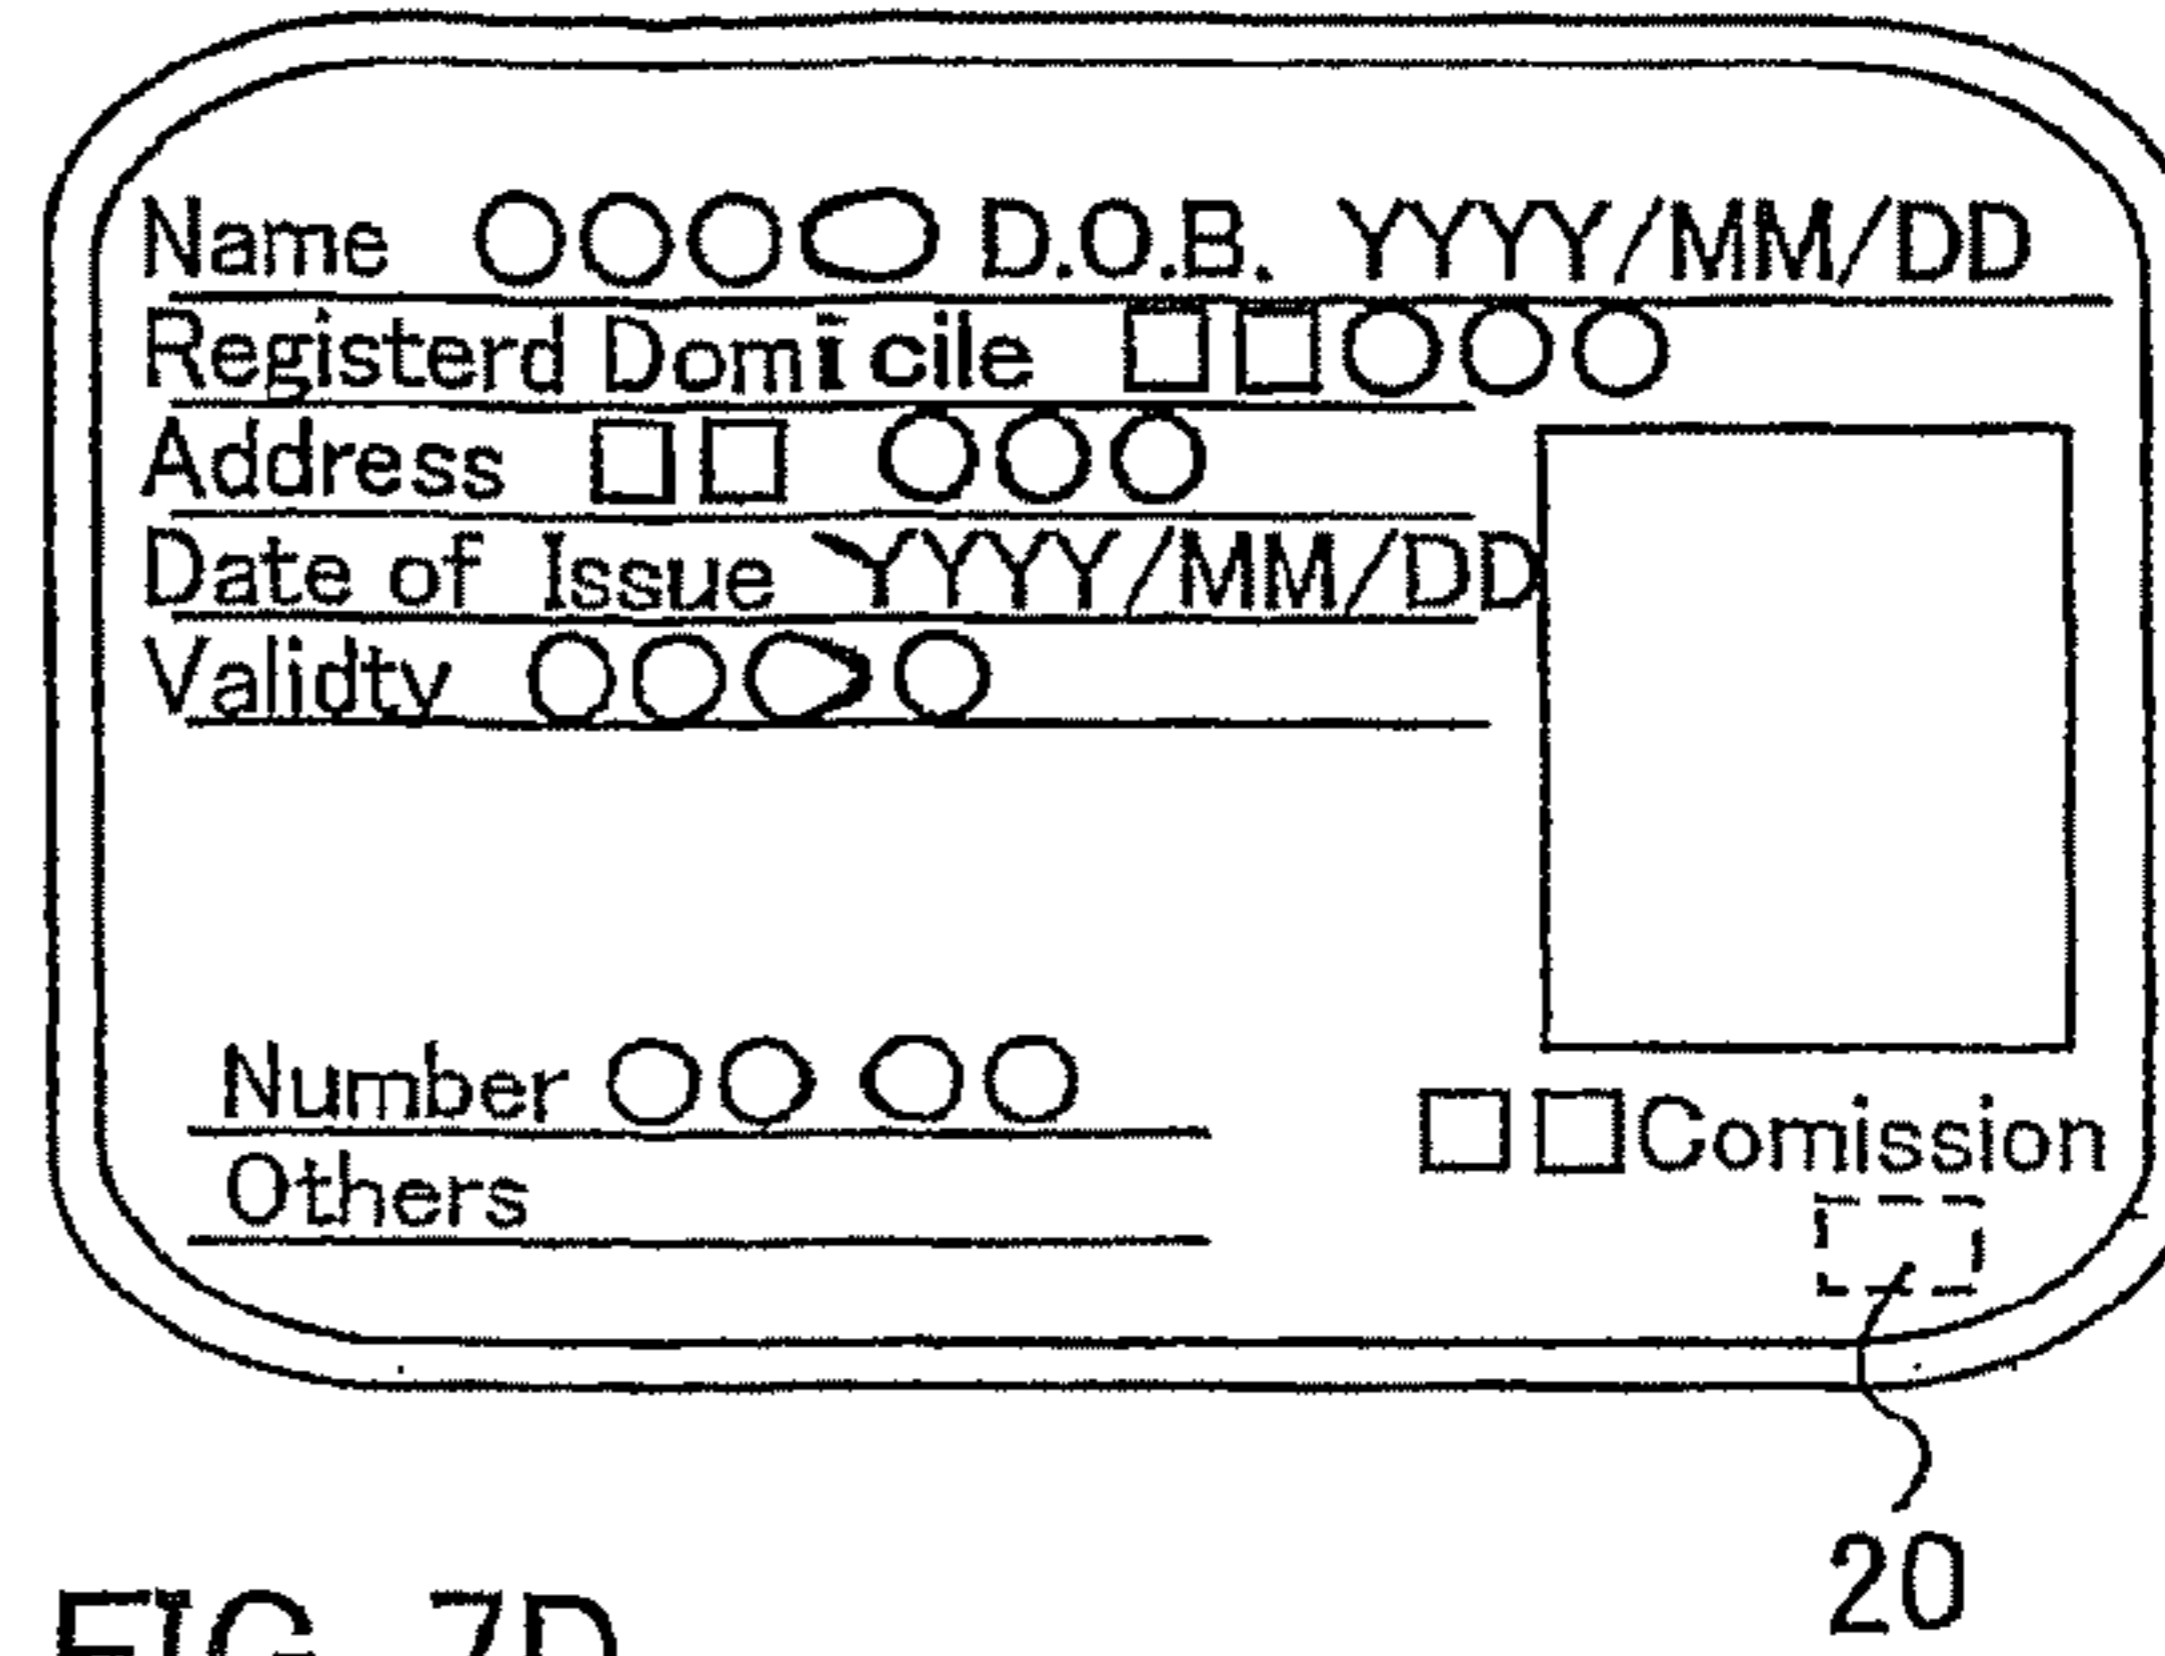 Name ○○○○ D.O.B. YYYY/MM/DD
Registerd Domicile □□○○○
Address □□ ○○○
Date of Issue YYYY/MM/DD
Validty ○○○○
Number ○○○○
□□Comission
Others
20
FIG. 7D